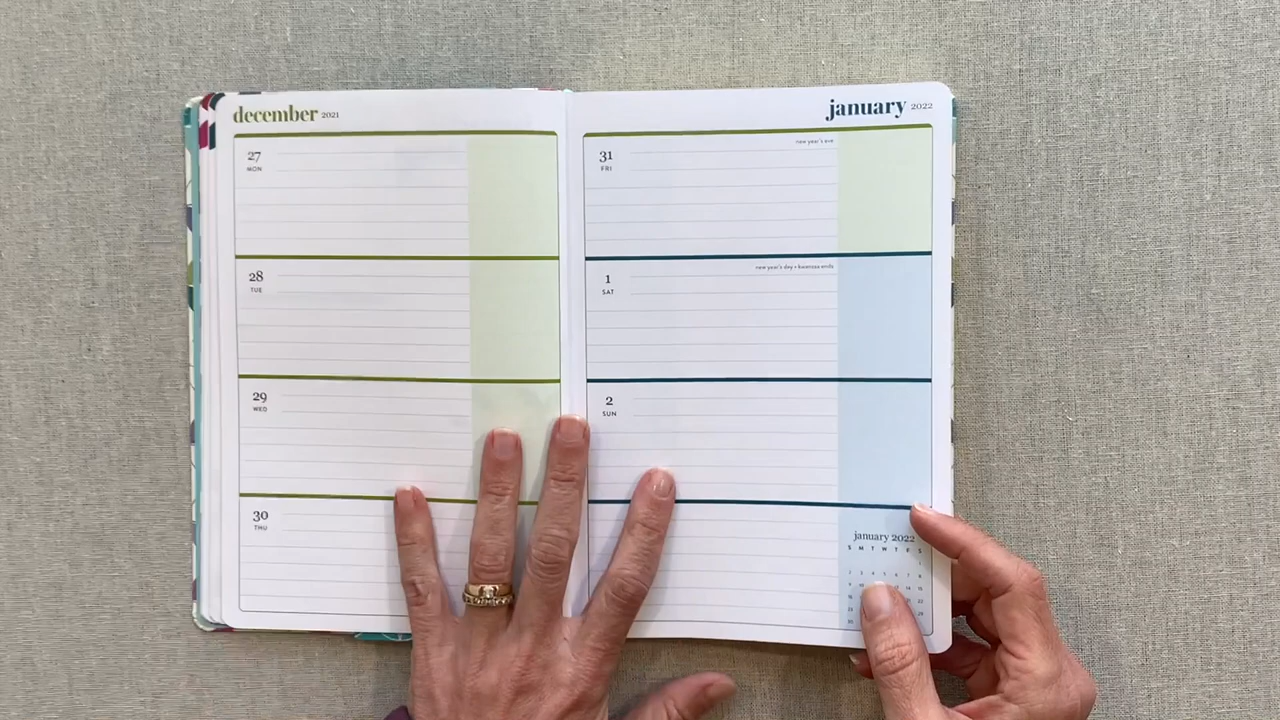 december 2021
27
MON
28
TUE
29
WED
30
THU
january 2022
31
FRI
new year's eve
1
SAT
new year's day • kwanzaa ends
2
SUN
january 2022
S M T W T F S